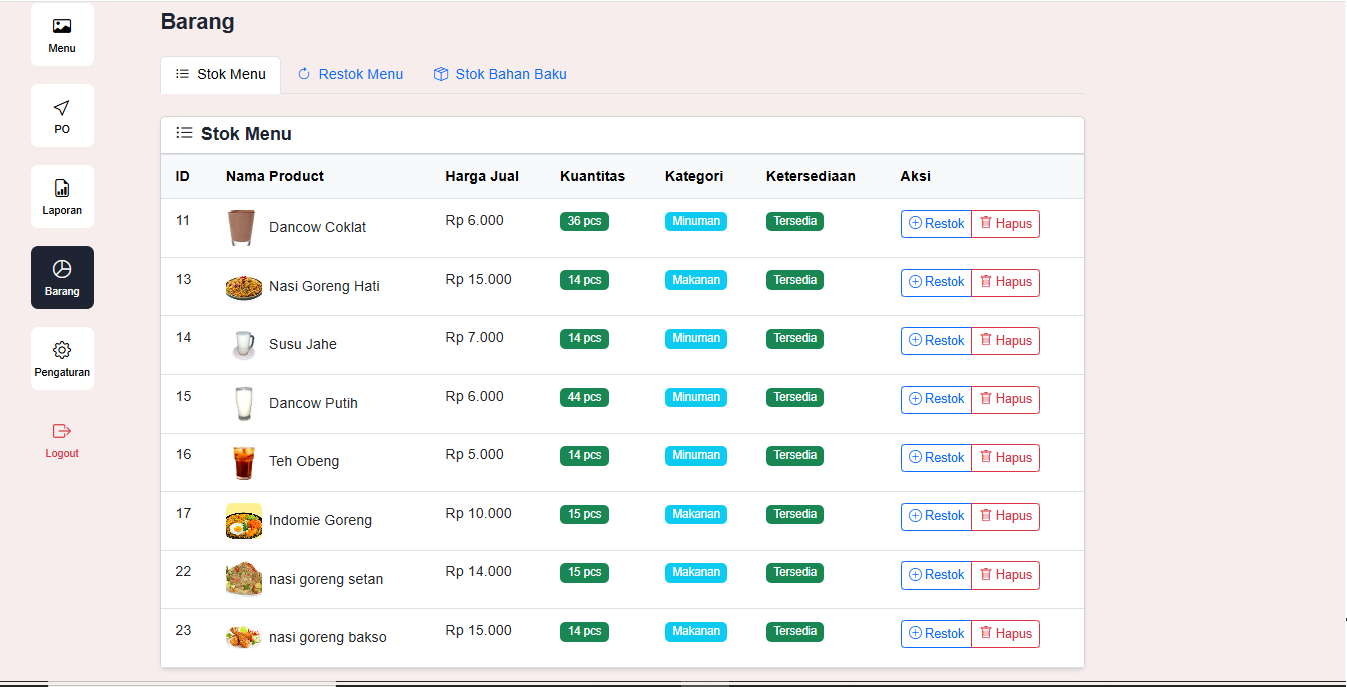 Menu
PO
Laporan
Barang
Pengaturan
Logout
Barang
Stok Menu Restok Menu Stok Bahan Baku
Stok Menu
ID Nama Product Harga Jual Kuantitas Kategori Ketersediaan Aksi
11 Dancow Coklat Rp 6.000 36 pcs Minuman Tersedia Restok Hapus
13 Nasi Goreng Hati Rp 15.000 14 pcs Makanan Tersedia Restok Hapus
14 Susu Jahe Rp 7.000 14 pcs Minuman Tersedia Restok Hapus
15 Dancow Putih Rp 6.000 44 pcs Minuman Tersedia Restok Hapus
16 Teh Obeng Rp 5.000 14 pcs Minuman Tersedia Restok Hapus
17 Indomie Goreng Rp 10.000 15 pcs Makanan Tersedia Restok Hapus
22 nasi goreng setan Rp 14.000 15 pcs Makanan Tersedia Restok Hapus
23 nasi goreng bakso Rp 15.000 14 pcs Makanan Tersedia Restok Hapus